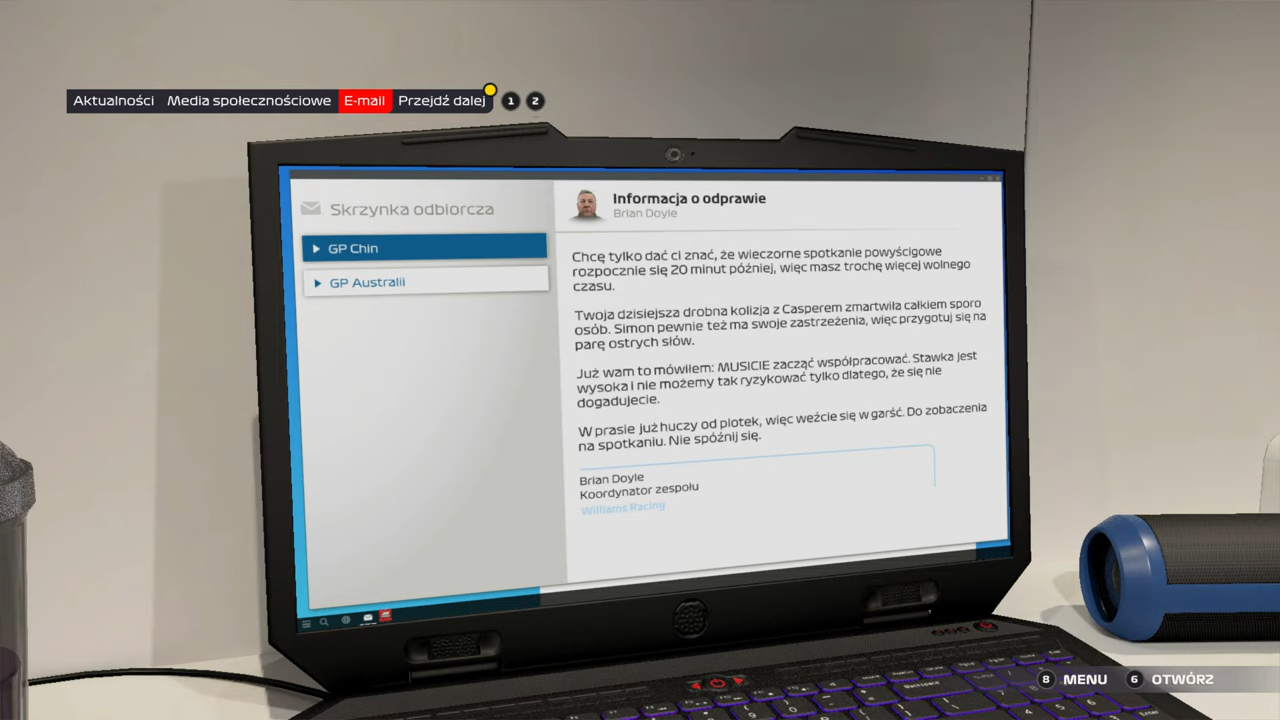 Aktualności Media społecznościowe E-mail Przejdź dalej 1 2
Skrzynka odbiorcza
GP Chin
GP Australii
Informacja o odprawie
Brian Doyle
Chcę tylko dać ci znać, że wieczorne spotkanie powyścigowe
rozpocznie się 20 minut później, więc masz trochę więcej wolnego
czasu.
Twoja dzisiejsza drobna kolizja z Casperem zmartwiła całkiem sporo
osób. Simon pewnie też ma swoje zastrzeżenia, więc przygotuj się na
parę ostrych słów.
Już wam to mówiłem: MUSICIE zacząć współpracować. Stawka jest
wysoka i nie możemy tak ryzykować tylko dlatego, że się nie
dogadujecie.
W prasie już huczy od plotek, więc weźcie się w garść. Do zobaczenia
na spotkaniu. Nie spóźnij się.
Brian Doyle
Koordynator zespołu
Williams Racing
8 MENU 6 OTWÓRZ